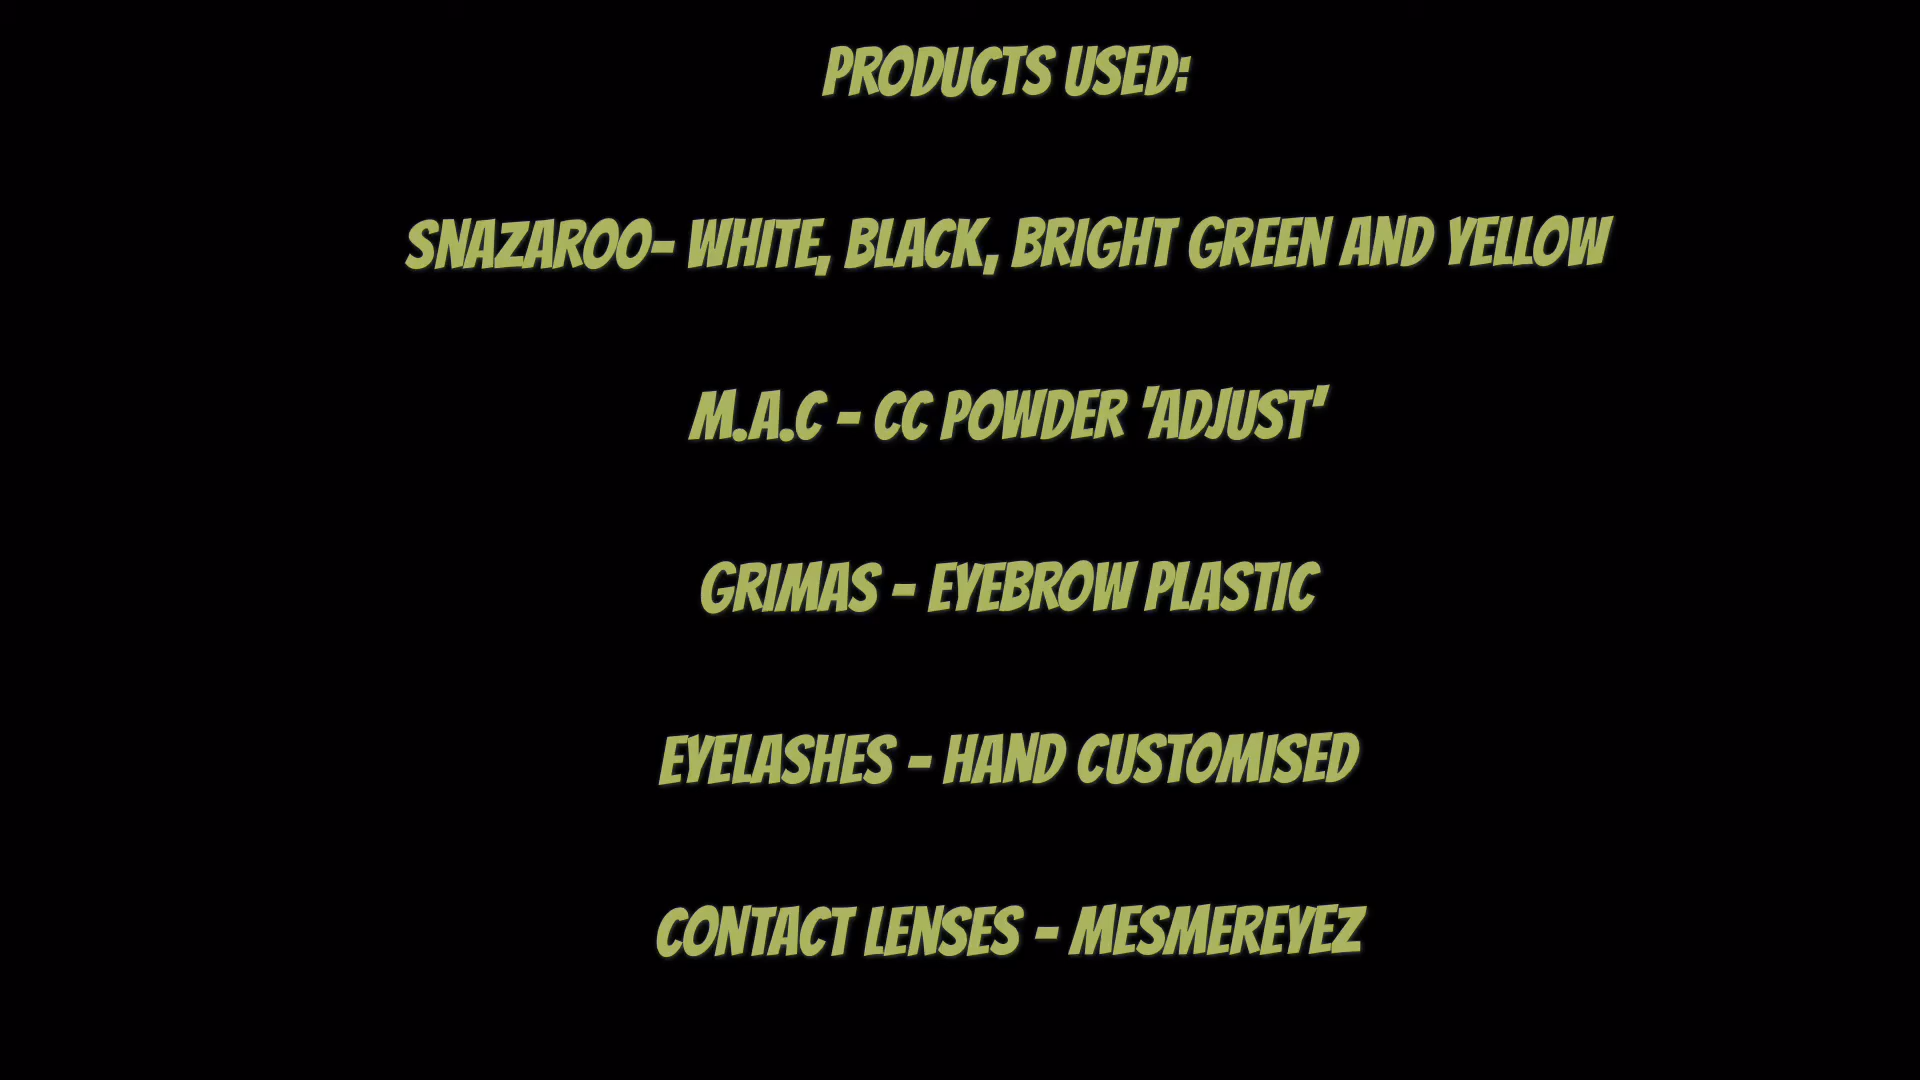 PRODUCTS USED:
SNAZAROO- WHITE, BLACK, BRIGHT GREEN AND YELLOW
M.A.C - CC POWDER 'ADJUST'
GRIMAS - EYEBROW PLASTIC
EYELASHES - HAND CUSTOMISED
CONTACT LENSES - MESMEREYEZ